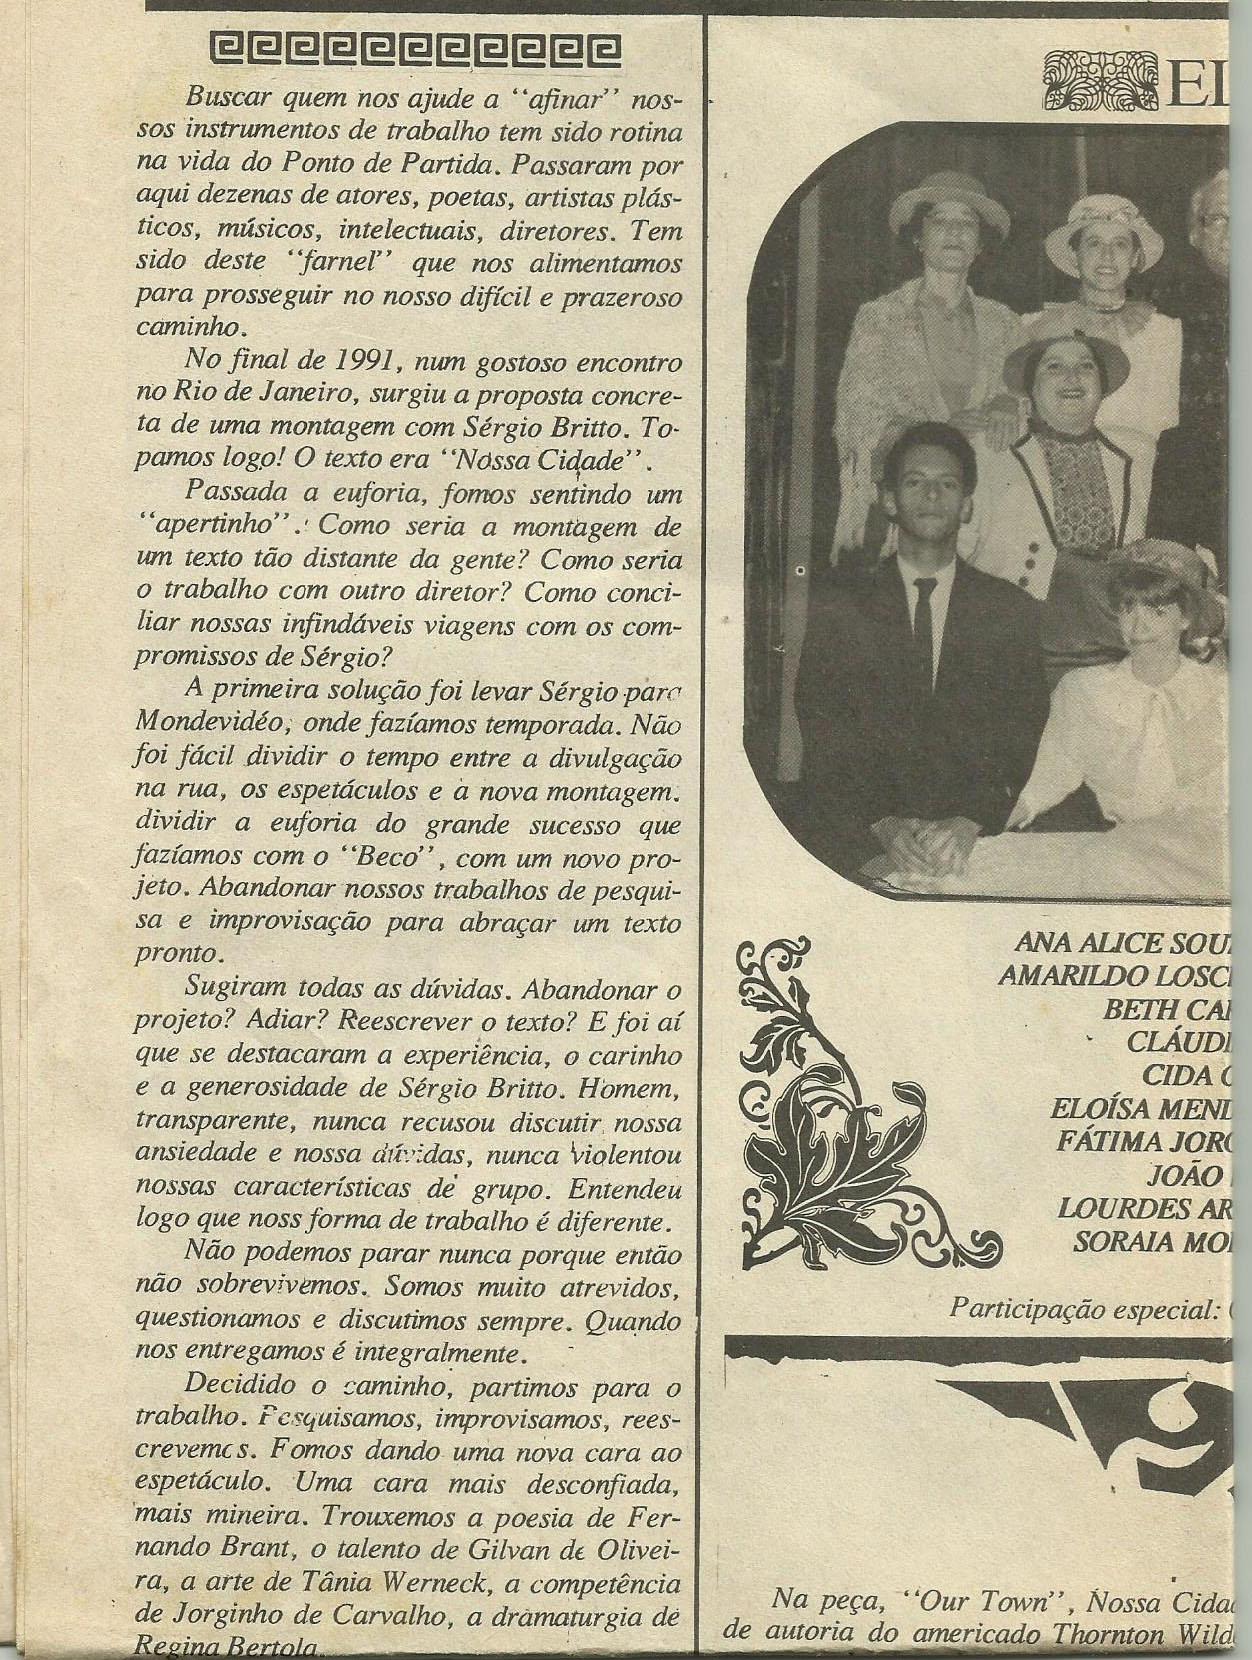 Buscar quem nos ajude a "afinar" nos-
sos instrumentos de trabalho tem sido rotina
na vida do Ponto de Partida. Passaram por
aqui dezenas de atores, poetas, artistas plás-
ticos, músicos, intelectuais, diretores. Tem
sido deste "farnel" que nos alimentamos
para prosseguir no nosso difícil e prazeroso
caminho.
No final de 1991, num gostoso encontro
no Rio de Janeiro, surgiu a proposta concre-
ta de uma montagem com Sérgio Britto. To-
pamos logo! O texto era "Nossa Cidade".
Passada a euforia, fomos sentindo um
"apertinho". Como seria a montagem de
um texto tão distante da gente? Como seria
o trabalho com outro diretor? Como conci-
liar nossas infindáveis viagens com os com-
promissos de Sérgio?
A primeira solução foi levar Sérgio para
Mondevidéo, onde fazíamos temporada. Não
foi fácil dividir o tempo entre a divulgação
na rua, os espetáculos e a nova montagem.
dividir a euforia do grande sucesso que
fazíamos com o "Beco", com um novo pro-
jeto. Abandonar nossos trabalhos de pesqui-
sa e improvisação para abraçar um texto
pronto.
Sugiram todas as dúvidas. Abandonar o
projeto? Adiar? Reescrever o texto? E foi aí
que se destacaram a experiência, o carinho
e a generosidade de Sérgio Britto. Homem,
transparente, nunca recusou discutir nossa
ansiedade e nossa dúvidas, nunca violentou
nossas características de grupo. Entendeu
logo que noss forma de trabalho é diferente.
Não podemos parar nunca porque então
não sobrevivemos. Somos muito atrevidos,
questionamos e discutimos sempre. Quando
nos entregamos é integralmente.
Decidido o caminho, partimos para o
trabalho. Pesquisamos, improvisamos, rees-
crevemos. Fomos dando uma nova cara ao
espetáculo. Uma cara mais desconfiada,
mais mineira. Trouxemos a poesia de Fer-
nando Brant, o talento de Gilvan de Olivei-
ra, a arte de Tânia Werneck, a competência
de Jorginho de Carvalho, a dramaturgia de
Regina Bertola.
EL
ANA ALICE SOU
AMARILDO LOSC
BETH CA
CLÁUDI
CIDA
ELOÍSA MEND
FÁTIMA JORG
JOÃO
LOURDES AR
SORAIA MO
Participação especial:
Na peça, "Our Town", Nossa Cida
de autoria do americado Thornton Wild